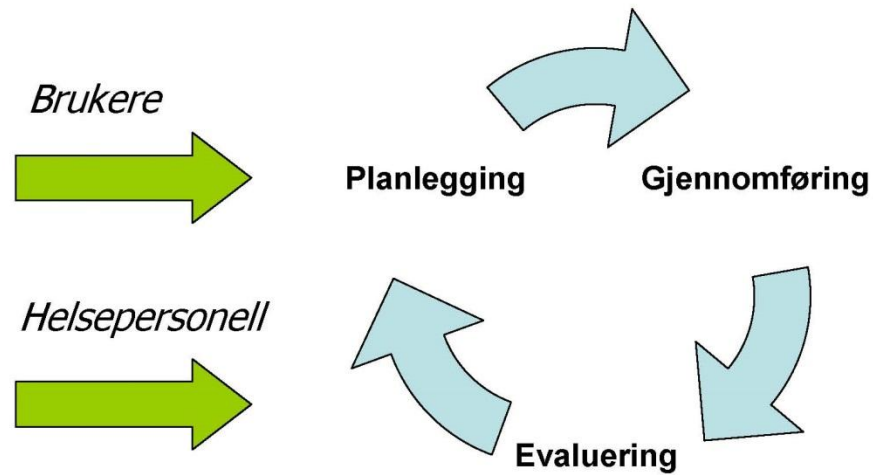 Brukere
Planlegging
Gjennomføring
Helsepersonell
Evaluering